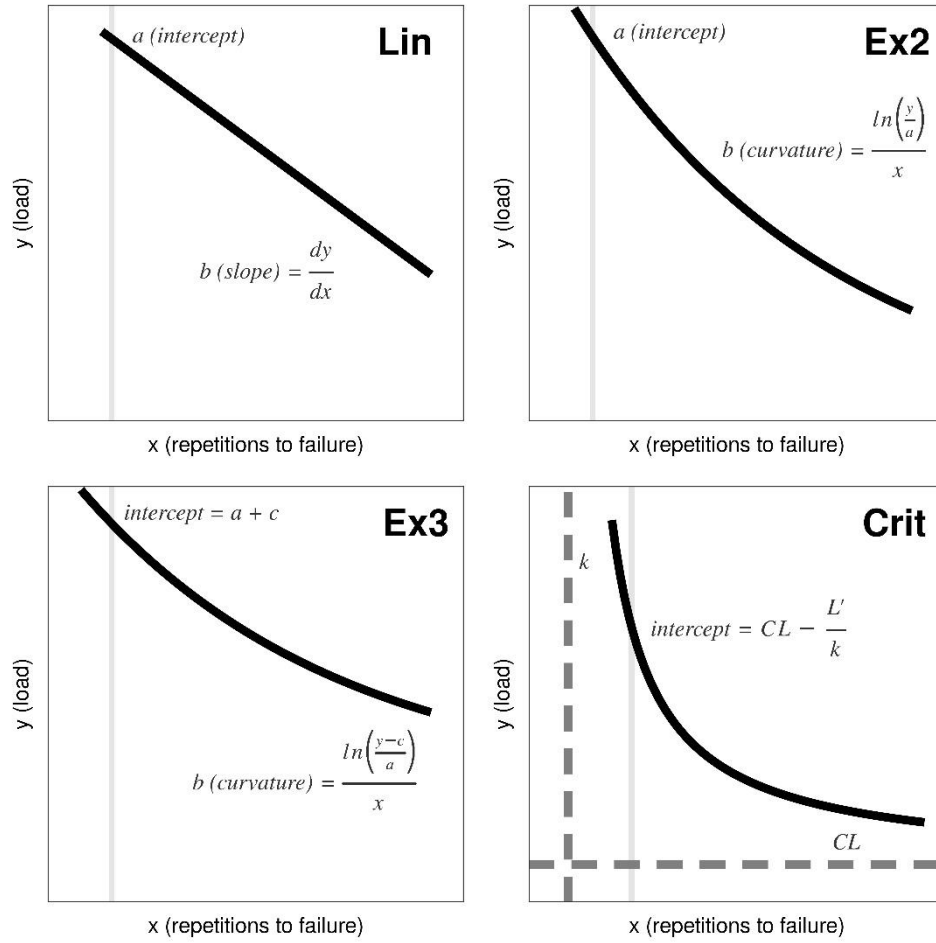 Lin
a (intercept)
b (slope) = dy/dx
y (load)
x (repetitions to failure)
Ex2
a (intercept)
b (curvature) = ln(y/a)/x
y (load)
x (repetitions to failure)
Ex3
intercept = a + c
b (curvature) = ln(y−c/a)/x
y (load)
x (repetitions to failure)
Crit
k
intercept = CL − L′/k
CL
y (load)
x (repetitions to failure)